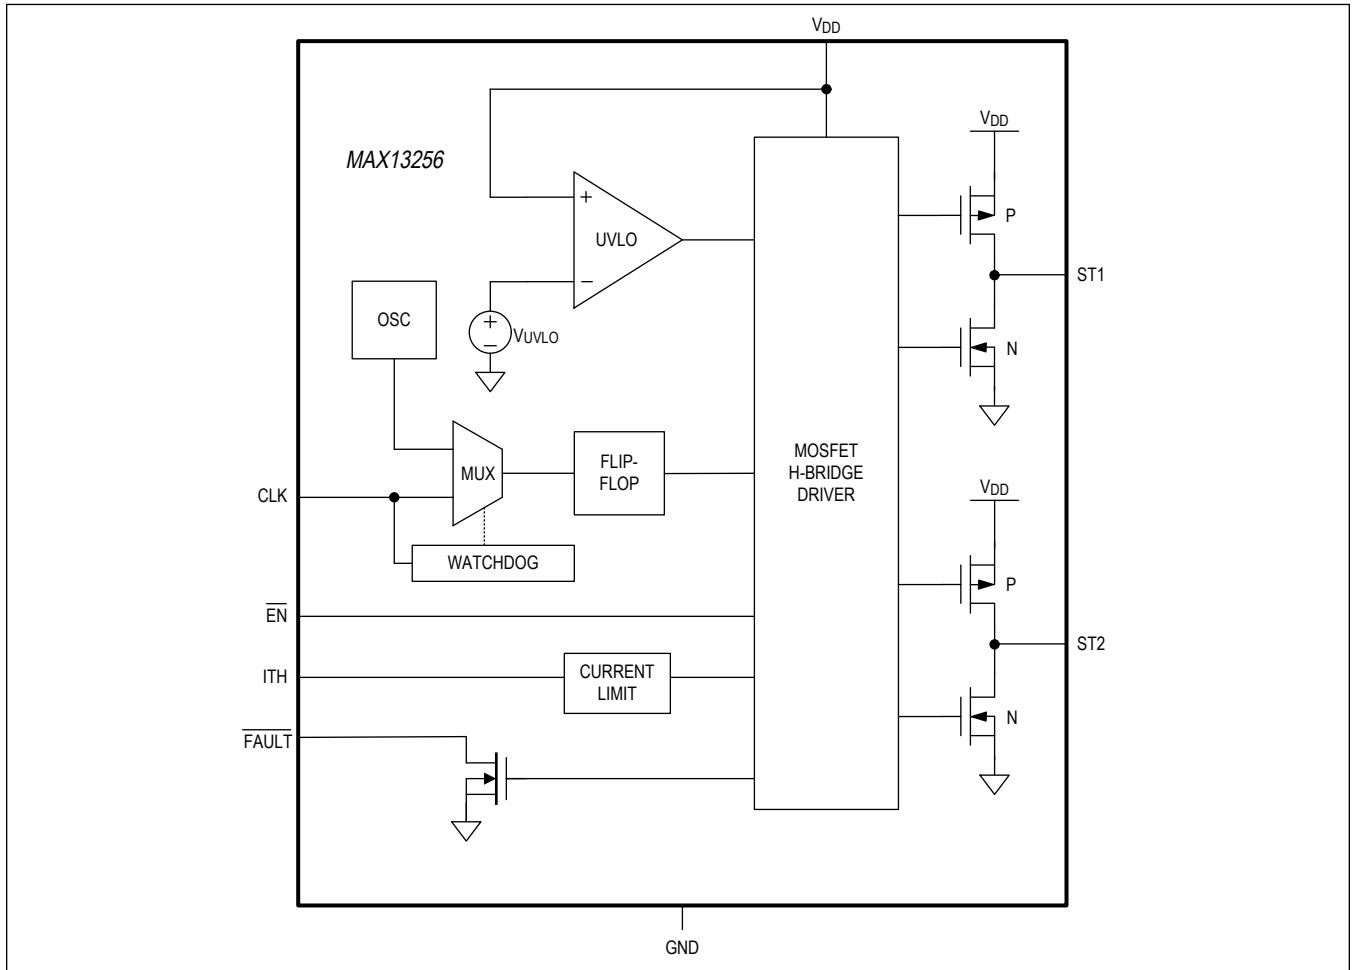 VDD
MAX13256
VDD
+
UVLO
−
P
ST1
OSC
+
−
VUVLO
N
MUX
FLIP-
FLOP
MOSFET
H-BRIDGE
DRIVER
CLK
WATCHDOG
VDD
P
EN
ST2
ITH
CURRENT
LIMIT
N
FAULT
GND